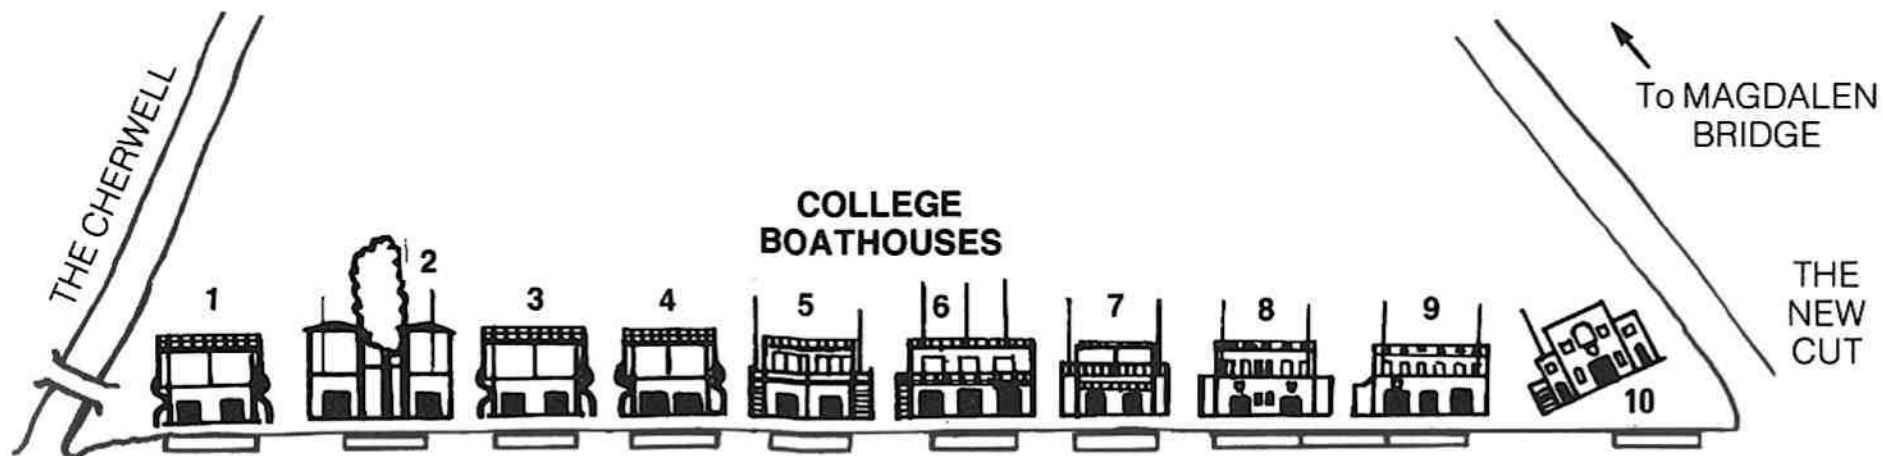 THE CHERWELL
COLLEGE
BOATHOUSES
1
2
3
4
5
6
7
8
9
10
To MAGDALEN
BRIDGE
THE
NEW
CUT